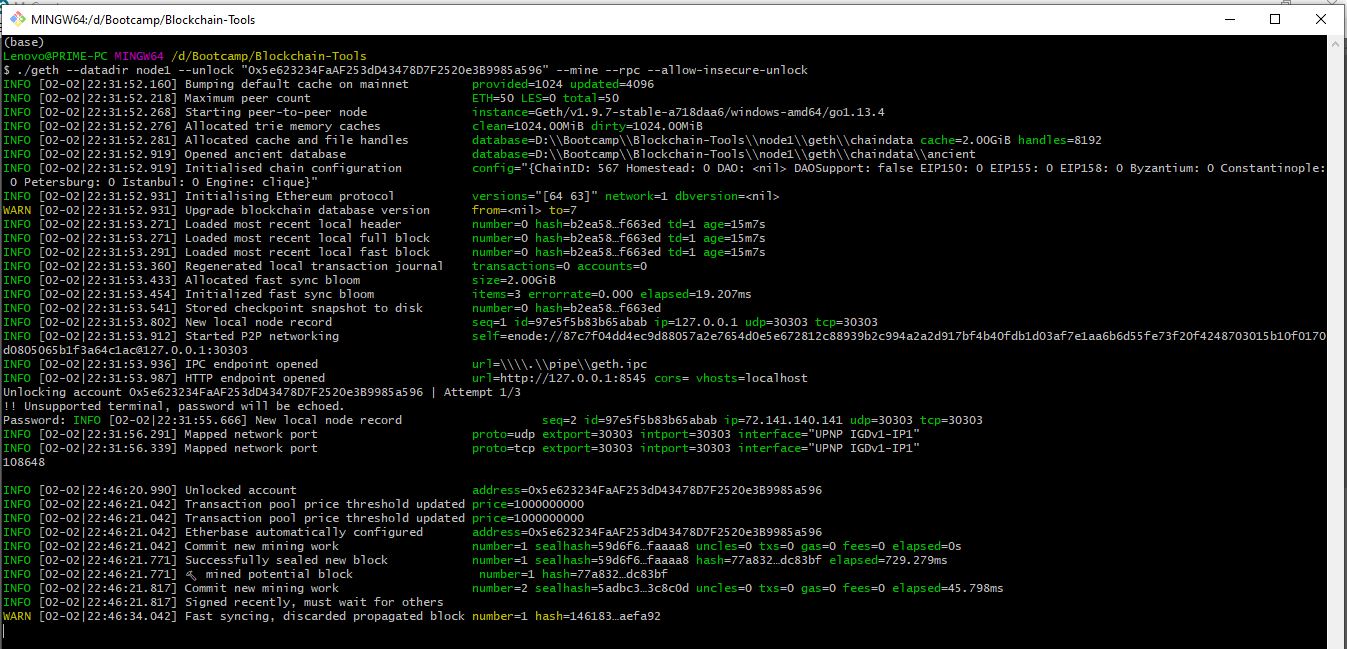 MINGW64:/d/Bootcamp/Blockchain-Tools
(base)
Lenovo@PRIME-PC MINGW64 /d/Bootcamp/Blockchain-Tools
$ ./geth --datadir node1 --unlock "0x5e623234FaAF253dD43478D7F2520e3B9985a596" --mine --rpc --allow-insecure-unlock
INFO [02-02|22:31:52.160] Bumping default cache on mainnet provided=1024 updated=4096
INFO [02-02|22:31:52.218] Maximum peer count ETH=50 LES=0 total=50
INFO [02-02|22:31:52.268] Starting peer-to-peer node instance=Geth/v1.9.7-stable-a718daa6/windows-amd64/go1.13.4
INFO [02-02|22:31:52.276] Allocated trie memory caches clean=1024.00MiB dirty=1024.00MiB
INFO [02-02|22:31:52.281] Allocated cache and file handles database=D:\\Bootcamp\\Blockchain-Tools\\node1\\geth\\chaindata cache=2.00GiB handles=8192
INFO [02-02|22:31:52.919] Opened ancient database database=D:\\Bootcamp\\Blockchain-Tools\\node1\\geth\\chaindata\\ancient
INFO [02-02|22:31:52.919] Initialised chain configuration config="{ChainID: 567 Homestead: 0 DAO: <nil> DAOSupport: false EIP150: 0 EIP155: 0 EIP158: 0 Byzantium: 0 Constantinople:
0 Petersburg: 0 Istanbul: 0 Engine: clique}"
INFO [02-02|22:31:52.931] Initialising Ethereum protocol versions="[64 63]" network=1 dbversion=<nil>
WARN [02-02|22:31:52.931] Upgrade blockchain database version from=<nil> to=7
INFO [02-02|22:31:53.271] Loaded most recent local header number=0 hash=b2ea58…f663ed td=1 age=15m7s
INFO [02-02|22:31:53.271] Loaded most recent local full block number=0 hash=b2ea58…f663ed td=1 age=15m7s
INFO [02-02|22:31:53.291] Loaded most recent local fast block number=0 hash=b2ea58…f663ed td=1 age=15m7s
INFO [02-02|22:31:53.360] Regenerated local transaction journal transactions=0 accounts=0
INFO [02-02|22:31:53.433] Allocated fast sync bloom size=2.00GiB
INFO [02-02|22:31:53.454] Initialized fast sync bloom items=3 errorrate=0.000 elapsed=19.207ms
INFO [02-02|22:31:53.541] Stored checkpoint snapshot to disk number=0 hash=b2ea58…f663ed
INFO [02-02|22:31:53.802] New local node record seq=1 id=97e5f5b83b65abab ip=127.0.0.1 udp=30303 tcp=30303
INFO [02-02|22:31:53.912] Started P2P networking self=enode://87c7f04dd4ec9d88057a2e7654d0e5e672812c88939b2c994a2a2d917bf4b40fdb1d03af7e1aa6b6d55fe73f20f4248703015b10f0170
d0805065b1f3a64c1ac@127.0.0.1:30303
INFO [02-02|22:31:53.936] IPC endpoint opened url=\\\\.\\pipe\\geth.ipc
INFO [02-02|22:31:53.987] HTTP endpoint opened url=http://127.0.0.1:8545 cors= vhosts=localhost
Unlocking account 0x5e623234FaAF253dD43478D7F2520e3B9985a596 | Attempt 1/3
!! Unsupported terminal, password will be echoed.
Password: INFO [02-02|22:31:55.666] New local node record seq=2 id=97e5f5b83b65abab ip=72.141.140.141 udp=30303 tcp=30303
INFO [02-02|22:31:56.291] Mapped network port proto=udp extport=30303 intport=30303 interface="UPNP IGDv1-IP1"
INFO [02-02|22:31:56.339] Mapped network port proto=tcp extport=30303 intport=30303 interface="UPNP IGDv1-IP1"
108648
INFO [02-02|22:46:20.990] Unlocked account address=0x5e623234FaAF253dD43478D7F2520e3B9985a596
INFO [02-02|22:46:21.042] Transaction pool price threshold updated price=1000000000
INFO [02-02|22:46:21.042] Transaction pool price threshold updated price=1000000000
INFO [02-02|22:46:21.042] Etherbase automatically configured address=0x5e623234FaAF253dD43478D7F2520e3B9985a596
INFO [02-02|22:46:21.042] Commit new mining work number=1 sealhash=59d6f6…faaaa8 uncles=0 txs=0 gas=0 fees=0 elapsed=0s
INFO [02-02|22:46:21.771] Successfully sealed new block number=1 sealhash=59d6f6…faaaa8 hash=77a832…dc83bf elapsed=729.279ms
INFO [02-02|22:46:21.771] 🔨 mined potential block number=1 hash=77a832…dc83bf
INFO [02-02|22:46:21.817] Commit new mining work number=2 sealhash=5adbc3…3c8c0d uncles=0 txs=0 gas=0 fees=0 elapsed=45.798ms
INFO [02-02|22:46:21.817] Signed recently, must wait for others
WARN [02-02|22:46:34.042] Fast syncing, discarded propagated block number=1 hash=146183…aefa92